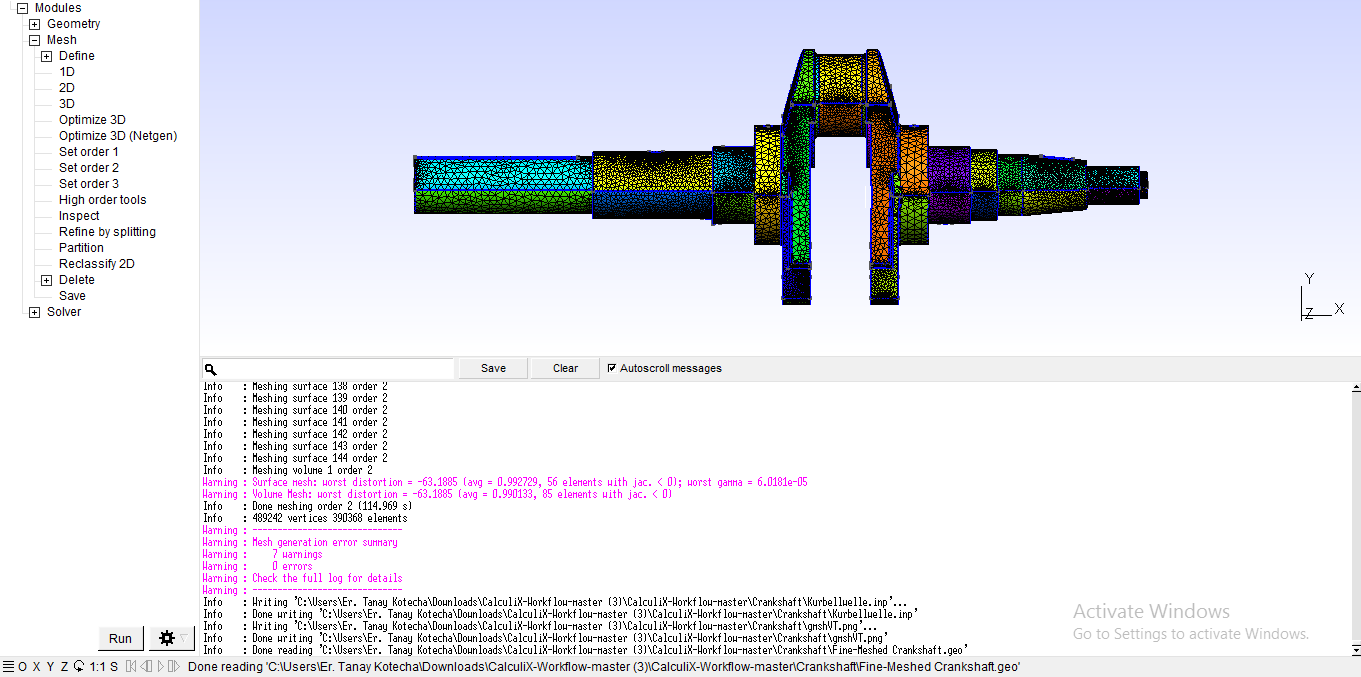 Modules
Geometry
Mesh
Define
1D
2D
3D
Optimize 3D
Optimize 3D (Netgen)
Set order 1
Set order 2
Set order 3
High order tools
Inspect
Refine by splitting
Partition
Reclassify 2D
Delete
Save
Solver
Y
X
Z
Save Clear Autoscroll messages
Info : Meshing surface 138 order 2
Info : Meshing surface 139 order 2
Info : Meshing surface 140 order 2
Info : Meshing surface 141 order 2
Info : Meshing surface 142 order 2
Info : Meshing surface 143 order 2
Info : Meshing surface 144 order 2
Info : Meshing volume 1 order 2
Warning : Surface mesh: worst distortion = -63.1885 (avg = 0.992729, 56 elements with jac. < 0); worst gamma = 6.0181e-05
Warning : Volume Mesh: worst distortion = -63.1885 (avg = 0.990133, 85 elements with jac. < 0)
Info : Done meshing order 2 (114.969 s)
Info : 489242 vertices 390368 elements
Warning : ------------------------------
Warning : Mesh generation error summary
Warning : 7 warnings
Warning : 0 errors
Warning : Check the full log for details
Warning : ------------------------------
Info : Writing 'C:\Users\Er. Tanay Kotecha\Downloads\CalculiX-Workflow-master (3)\CalculiX-Workflow-master\Crankshaft\Kurbellwelle.inp'...
Info : Done writing 'C:\Users\Er. Tanay Kotecha\Downloads\CalculiX-Workflow-master (3)\CalculiX-Workflow-master\Crankshaft\Kurbellwelle.inp'
Info : Writing 'C:\Users\Er. Tanay Kotecha\Downloads\CalculiX-Workflow-master (3)\CalculiX-Workflow-master\Crankshaft\gmshVT.png'...
Info : Done writing 'C:\Users\Er. Tanay Kotecha\Downloads\CalculiX-Workflow-master (3)\CalculiX-Workflow-master\Crankshaft\gmshVT.png'
Info : Done reading 'C:\Users\Er. Tanay Kotecha\Downloads\CalculiX-Workflow-master (3)\CalculiX-Workflow-master\Crankshaft\Fine-Meshed Crankshaft.geo'
Activate Windows
Go to Settings to activate Windows.
Run
O X Y Z 1:1 S Done reading 'C:\Users\Er. Tanay Kotecha\Downloads\CalculiX-Workflow-master (3)\CalculiX-Workflow-master\Crankshaft\Fine-Meshed Crankshaft.geo'